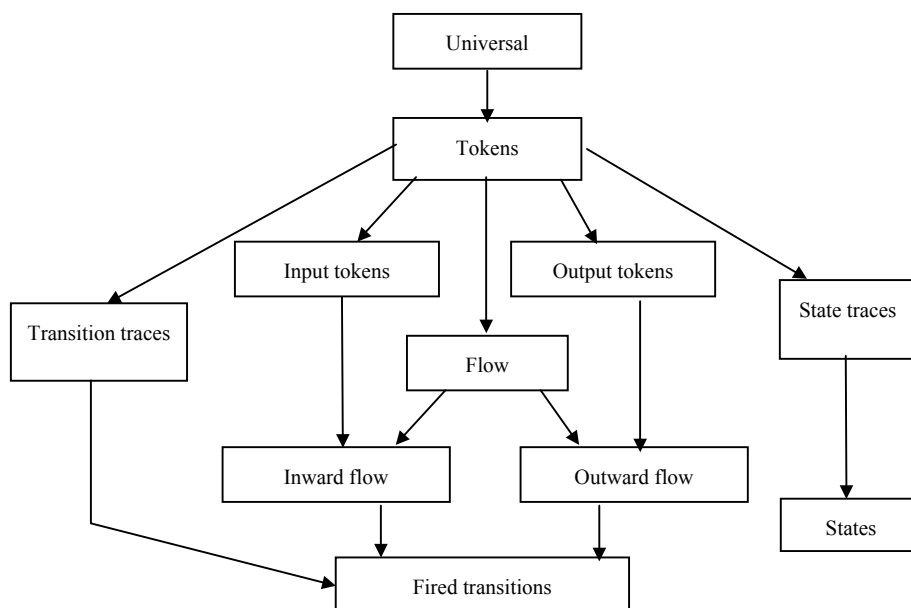 Universal
Tokens
Input tokens
Output tokens
Transition traces
State traces
Flow
Inward flow
Outward flow
States
Fired transitions